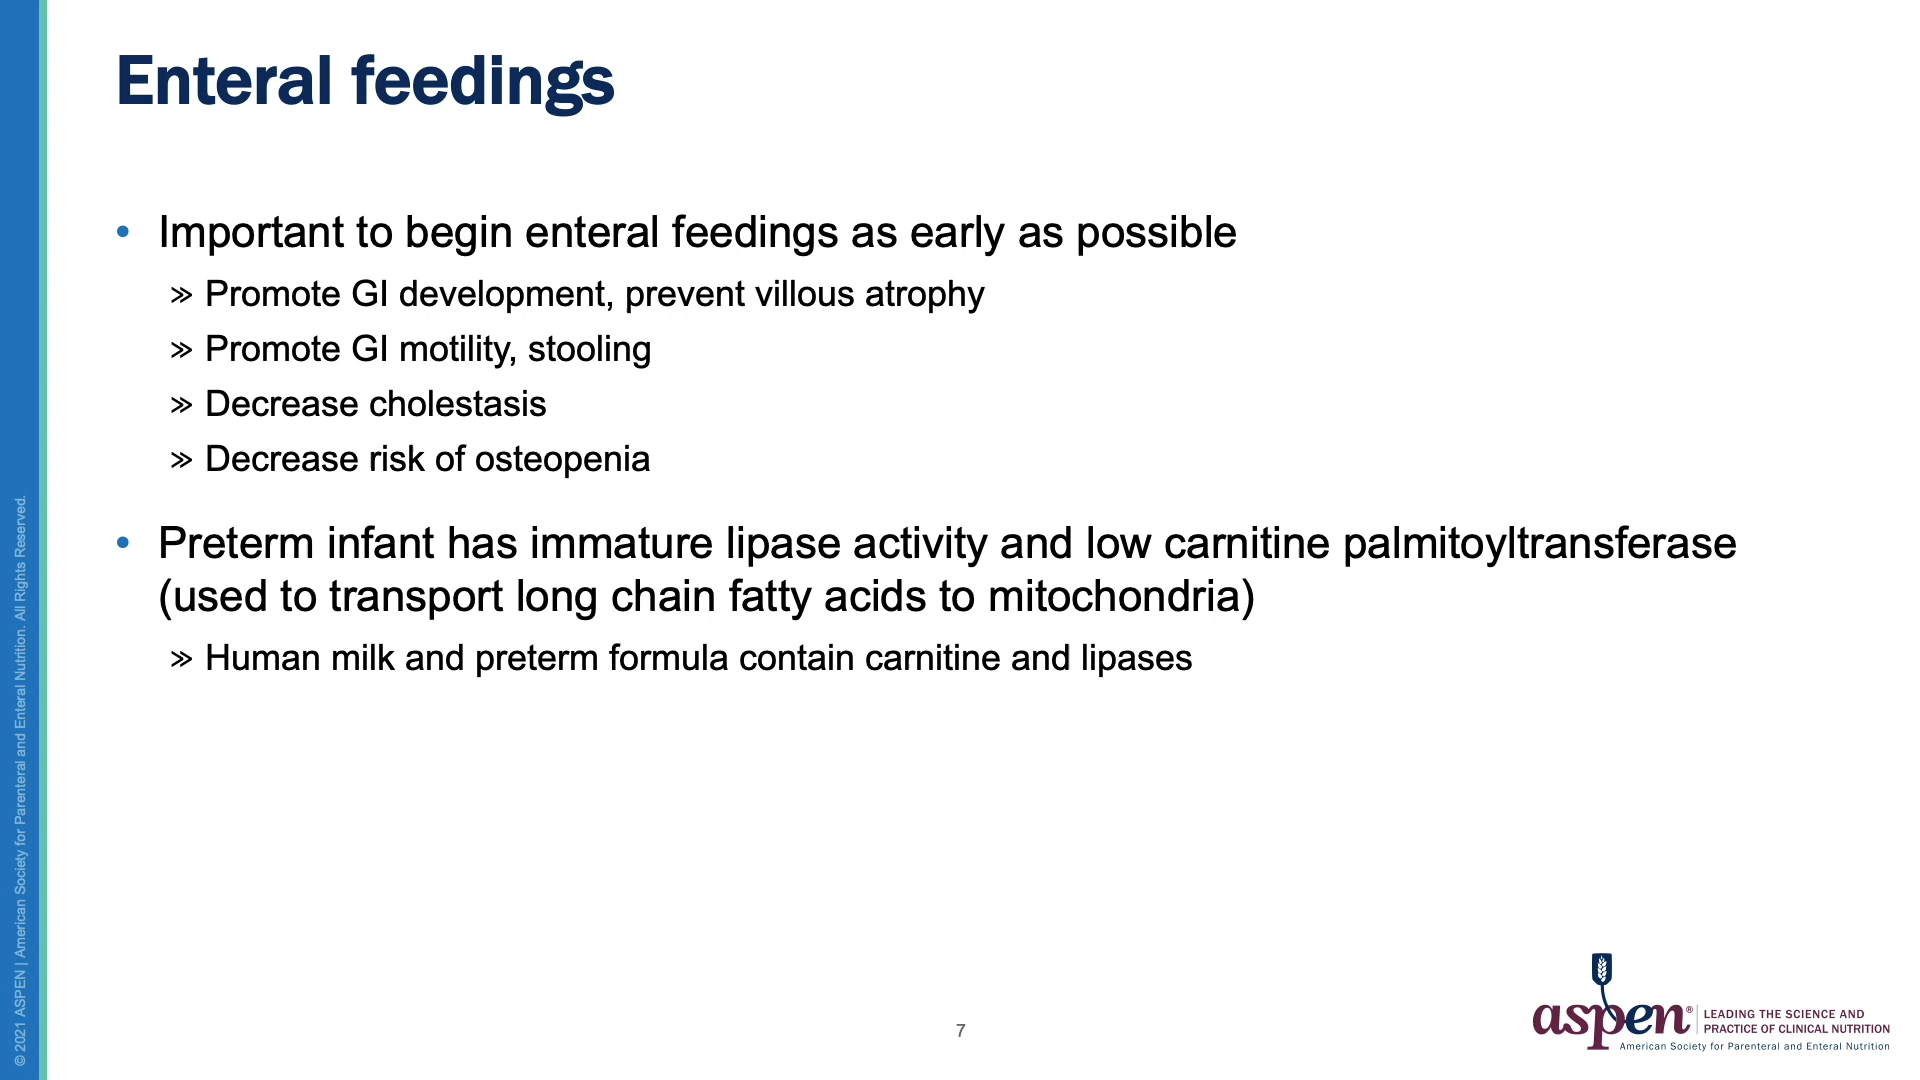 Enteral feedings
• Important to begin enteral feedings as early as possible
» Promote GI development, prevent villous atrophy
» Promote GI motility, stooling
» Decrease cholestasis
» Decrease risk of osteopenia
• Preterm infant has immature lipase activity and low carnitine palmitoyltransferase
(used to transport long chain fatty acids to mitochondria)
» Human milk and preterm formula contain carnitine and lipases
© 2021 ASPEN | American Society for Parenteral and Enteral Nutrition. All Rights Reserved.
7
aspen®
LEADING THE SCIENCE AND
PRACTICE OF CLINICAL NUTRITION
American Society for Parenteral and Enteral Nutrition